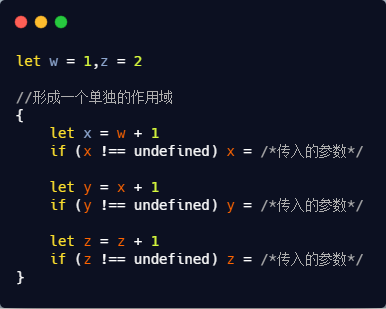 let w = 1,z = 2
//形成一个单独的作用域
{
let x = w + 1
if (x !== undefined) x = /*传入的参数*/
let y = x + 1
if (y !== undefined) y = /*传入的参数*/
let z = z + 1
if (z !== undefined) z = /*传入的参数*/
}